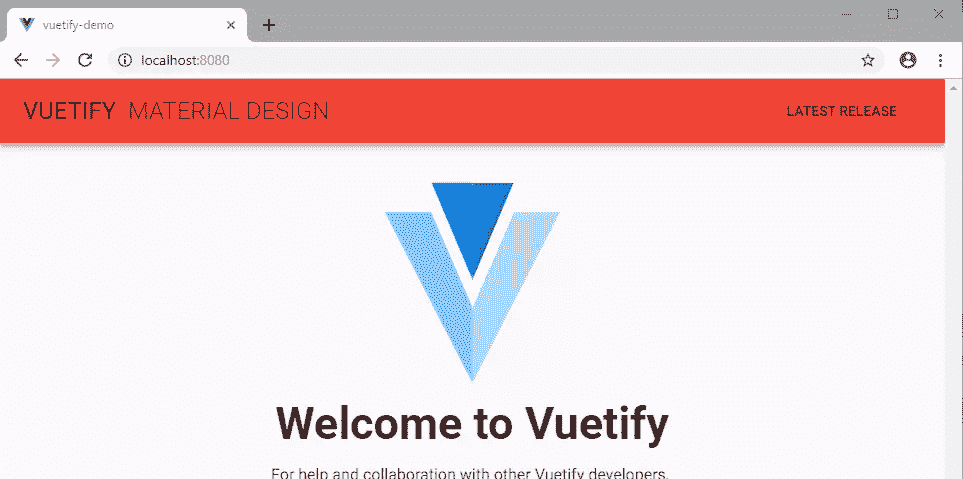 vuetify-demo
localhost:8080
VUETIFY MATERIAL DESIGN LATEST RELEASE
Welcome to Vuetify
For help and collaboration with other Vuetify developers,